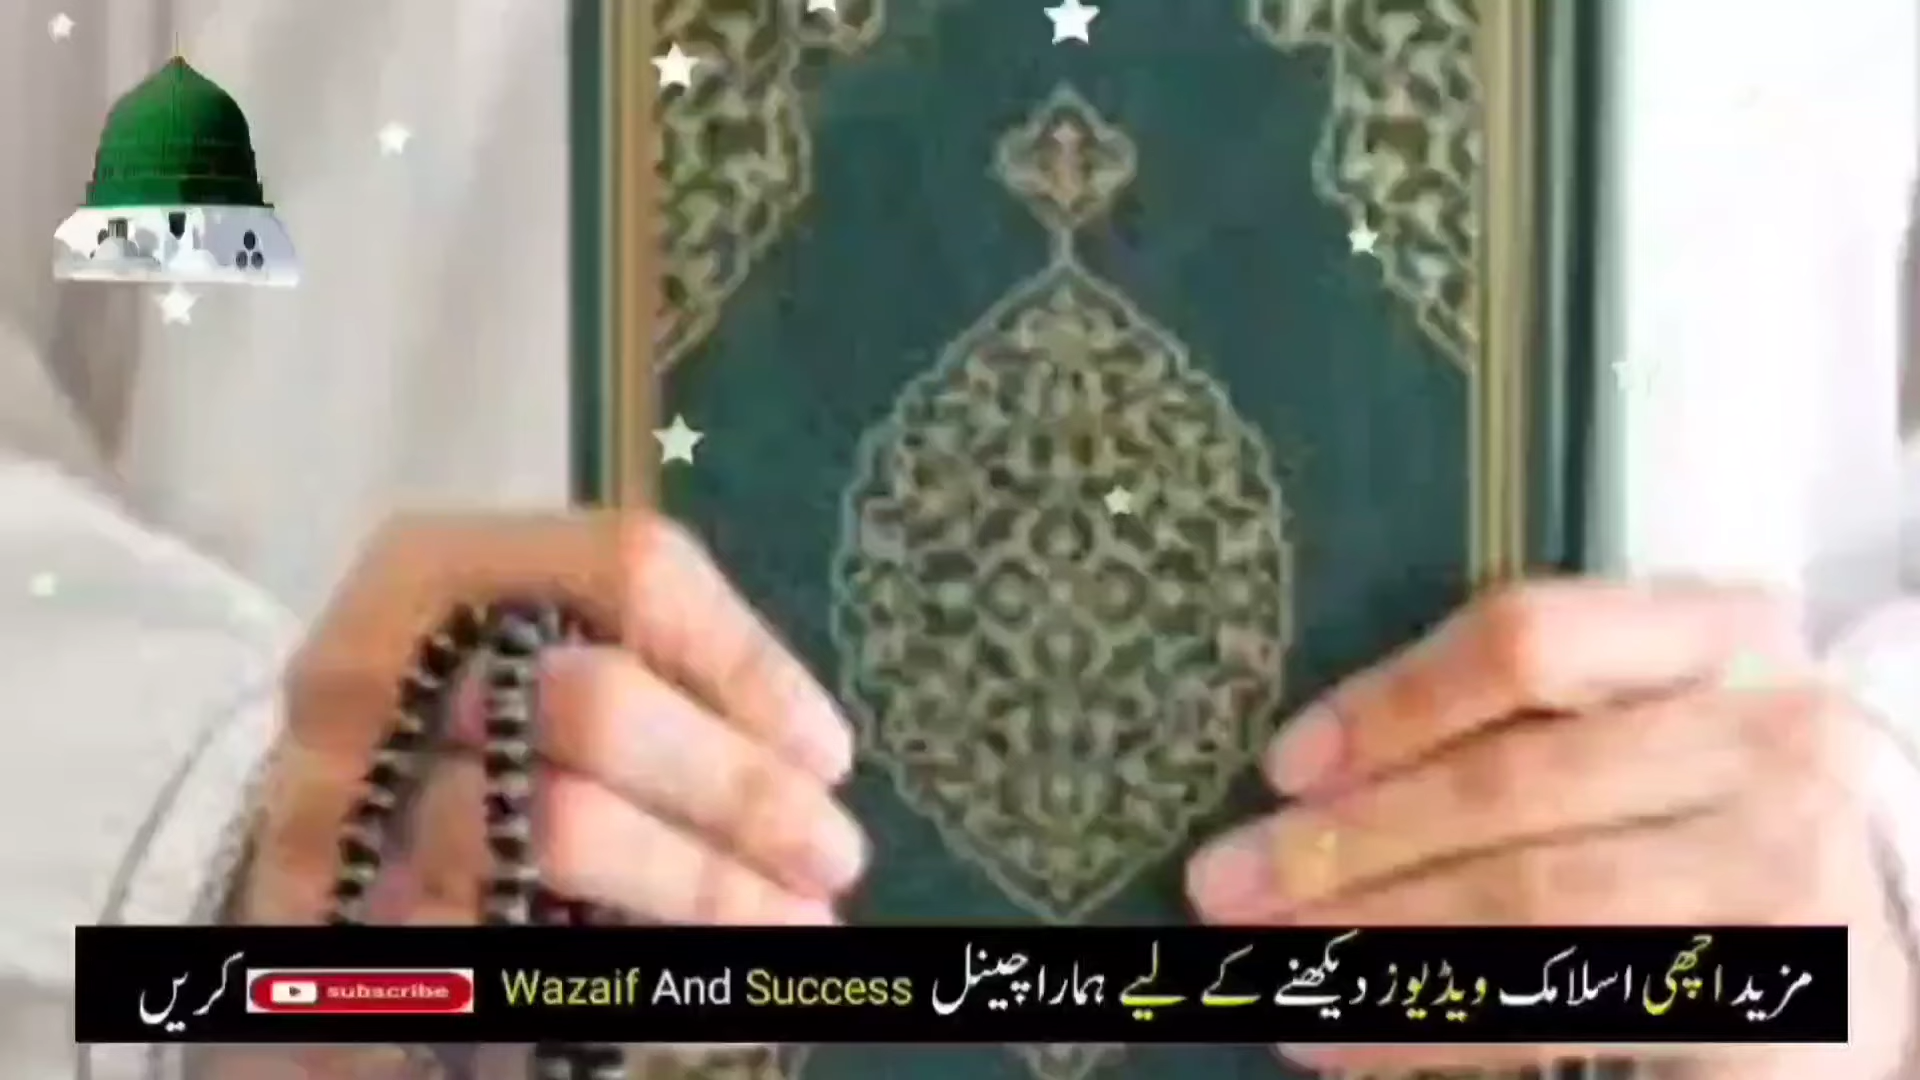 مزید اچھی اسلامک ویڈیوز دیکھنے کے لیے ہمارا چینل Wazaif And Success subscribe کریں